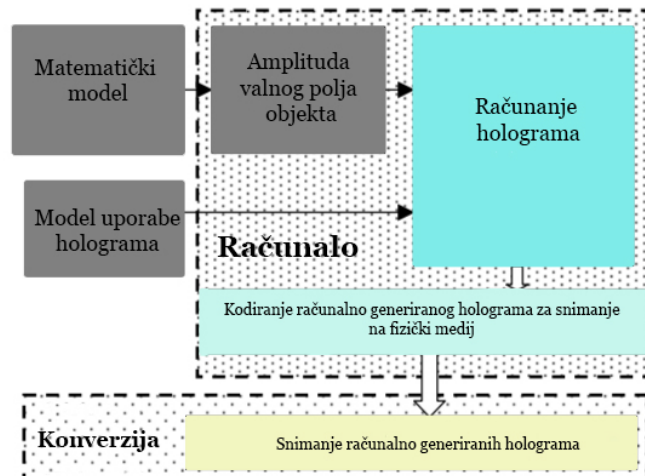 Matematički
model
Amplituda
valnog polja
objekta
Računanje
holograma
Model uporabe
holograma
Računalo
Kodiranje računalno generiranog holograma za snimanje
na fizički medij
Konverzija
Snimanje računalno generiranih holograma